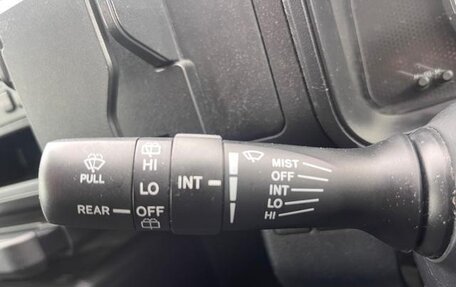 PULL
REAR
HI
LO
OFF
INT
MIST
OFF
INT
LO
HI